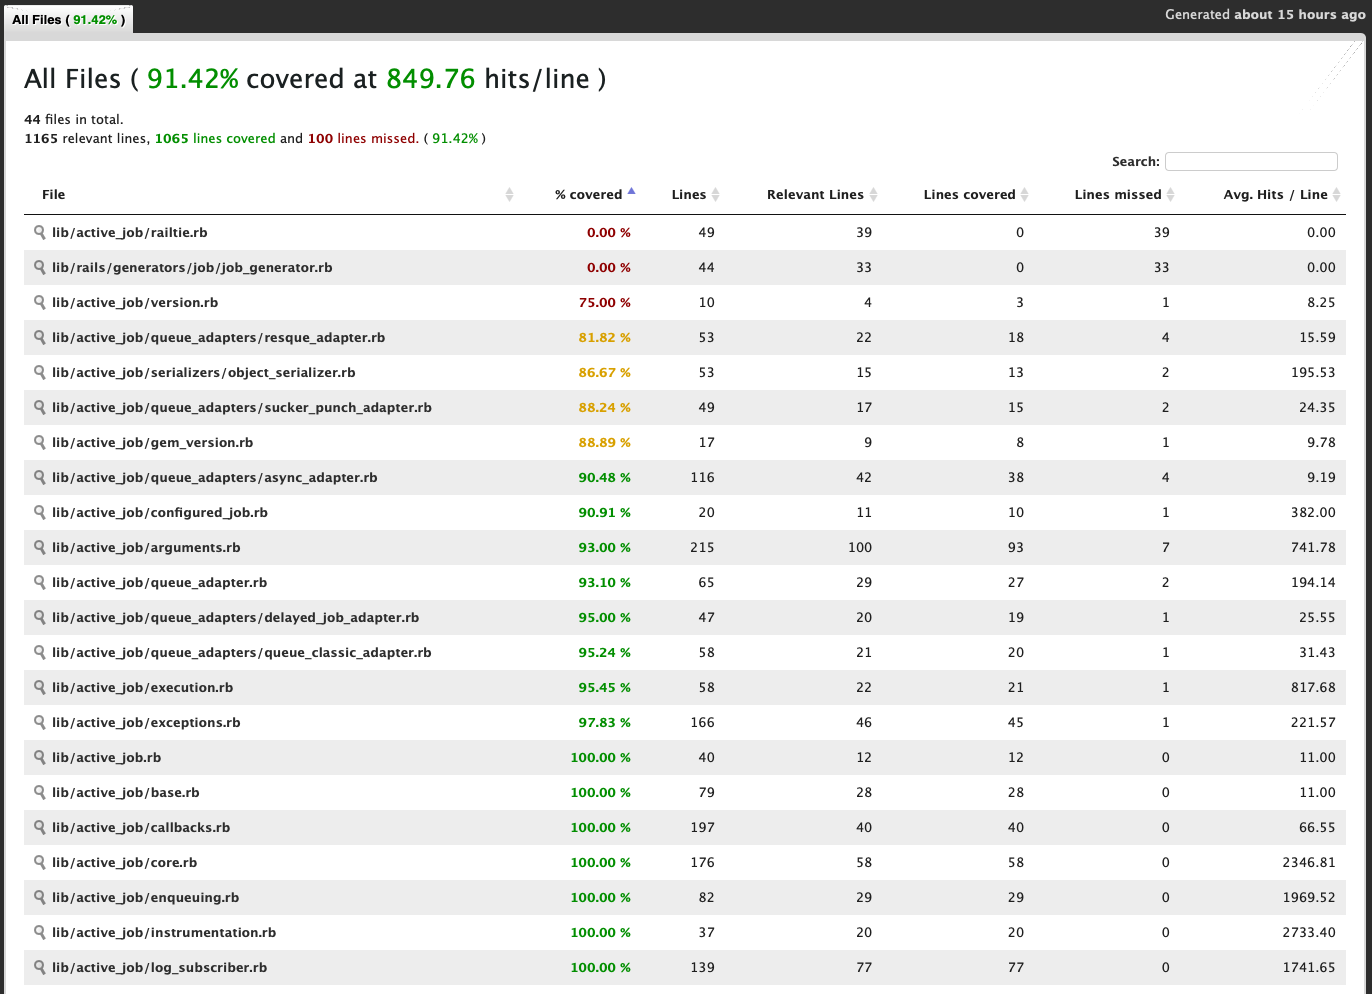 All Files ( 91.42% )
Generated about 15 hours ago
All Files ( 91.42% covered at 849.76 hits/line )
44 files in total.
1165 relevant lines, 1065 lines covered and 100 lines missed. ( 91.42% )
Search:
File % covered Lines Relevant Lines Lines covered Lines missed Avg. Hits / Line
lib/active_job/railtie.rb 0.00 % 49 39 0 39 0.00
lib/rails/generators/job/job_generator.rb 0.00 % 44 33 0 33 0.00
lib/active_job/version.rb 75.00 % 10 4 3 1 8.25
lib/active_job/queue_adapters/resque_adapter.rb 81.82 % 53 22 18 4 15.59
lib/active_job/serializers/object_serializer.rb 86.67 % 53 15 13 2 195.53
lib/active_job/queue_adapters/sucker_punch_adapter.rb 88.24 % 49 17 15 2 24.35
lib/active_job/gem_version.rb 88.89 % 17 9 8 1 9.78
lib/active_job/queue_adapters/async_adapter.rb 90.48 % 116 42 38 4 9.19
lib/active_job/configured_job.rb 90.91 % 20 11 10 1 382.00
lib/active_job/arguments.rb 93.00 % 215 100 93 7 741.78
lib/active_job/queue_adapter.rb 93.10 % 65 29 27 2 194.14
lib/active_job/queue_adapters/delayed_job_adapter.rb 95.00 % 47 20 19 1 25.55
lib/active_job/queue_adapters/queue_classic_adapter.rb 95.24 % 58 21 20 1 31.43
lib/active_job/execution.rb 95.45 % 58 22 21 1 817.68
lib/active_job/exceptions.rb 97.83 % 166 46 45 1 221.57
lib/active_job.rb 100.00 % 40 12 12 0 11.00
lib/active_job/base.rb 100.00 % 79 28 28 0 11.00
lib/active_job/callbacks.rb 100.00 % 197 40 40 0 66.55
lib/active_job/core.rb 100.00 % 176 58 58 0 2346.81
lib/active_job/enqueuing.rb 100.00 % 82 29 29 0 1969.52
lib/active_job/instrumentation.rb 100.00 % 37 20 20 0 2733.40
lib/active_job/log_subscriber.rb 100.00 % 139 77 77 0 1741.65